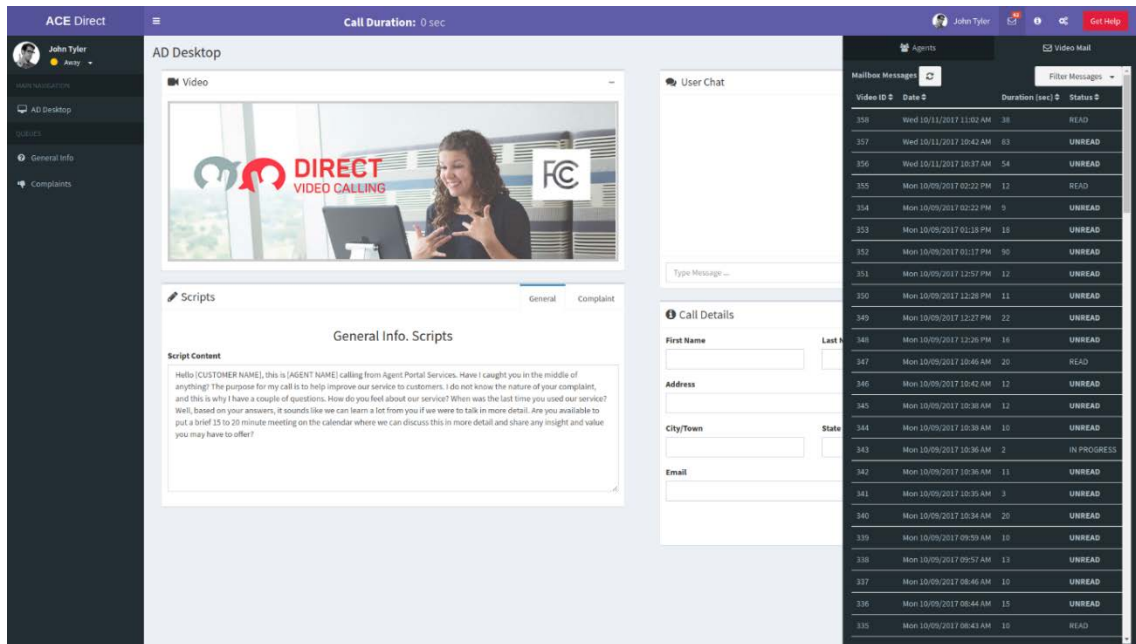 ACE Direct
Call Duration: 0 sec
John Tyler
Get Help
John Tyler
Away
MAIN NAVIGATION
AD Desktop
QUEUES
General Info
Complaints
AD Desktop
Video
DIRECT
VIDEO CALLING
FCC
Scripts
General
Complaint
General Info. Scripts
Script Content
Hello [CUSTOMER NAME], this is [AGENT NAME] calling from Agent Portal Services. Have I caught you in the middle of
anything? The purpose for my call is to help improve our service to customers. I do not know the nature of your complaint,
and this is why I have a couple of questions. How do you feel about our service? When was the last time you used our service?
Well, based on your answers, it sounds like we can learn a lot from you if we were to talk in more detail. Are you available to
put a brief 15 to 20 minute meeting on the calendar where we can discuss this in more detail and share any insight and value
you may have to offer?
User Chat
Type Message ...
Call Details
First Name
Last
Address
City/Town
State
Email
Agents
Video Mail
Mailbox Messages
Filter Messages
Video ID Date Duration (sec) Status
358 Wed 10/11/2017 11:02 AM 38 READ
357 Wed 10/11/2017 10:42 AM 83 UNREAD
356 Wed 10/11/2017 10:37 AM 54 UNREAD
355 Mon 10/09/2017 02:22 PM 12 READ
354 Mon 10/09/2017 02:22 PM 9 UNREAD
353 Mon 10/09/2017 01:18 PM 18 UNREAD
352 Mon 10/09/2017 01:17 PM 90 UNREAD
351 Mon 10/09/2017 12:57 PM 12 UNREAD
350 Mon 10/09/2017 12:28 PM 11 UNREAD
349 Mon 10/09/2017 12:27 PM 22 UNREAD
348 Mon 10/09/2017 12:26 PM 16 UNREAD
347 Mon 10/09/2017 10:46 AM 20 READ
346 Mon 10/09/2017 10:42 AM 12 UNREAD
345 Mon 10/09/2017 10:38 AM 12 UNREAD
344 Mon 10/09/2017 10:38 AM 10 UNREAD
343 Mon 10/09/2017 10:36 AM 2 IN PROGRESS
342 Mon 10/09/2017 10:36 AM 11 UNREAD
341 Mon 10/09/2017 10:35 AM 3 UNREAD
340 Mon 10/09/2017 10:34 AM 20 UNREAD
339 Mon 10/09/2017 09:59 AM 10 UNREAD
338 Mon 10/09/2017 09:57 AM 13 UNREAD
337 Mon 10/09/2017 08:46 AM 10 UNREAD
336 Mon 10/09/2017 08:44 AM 15 UNREAD
335 Mon 10/09/2017 08:43 AM 10 READ